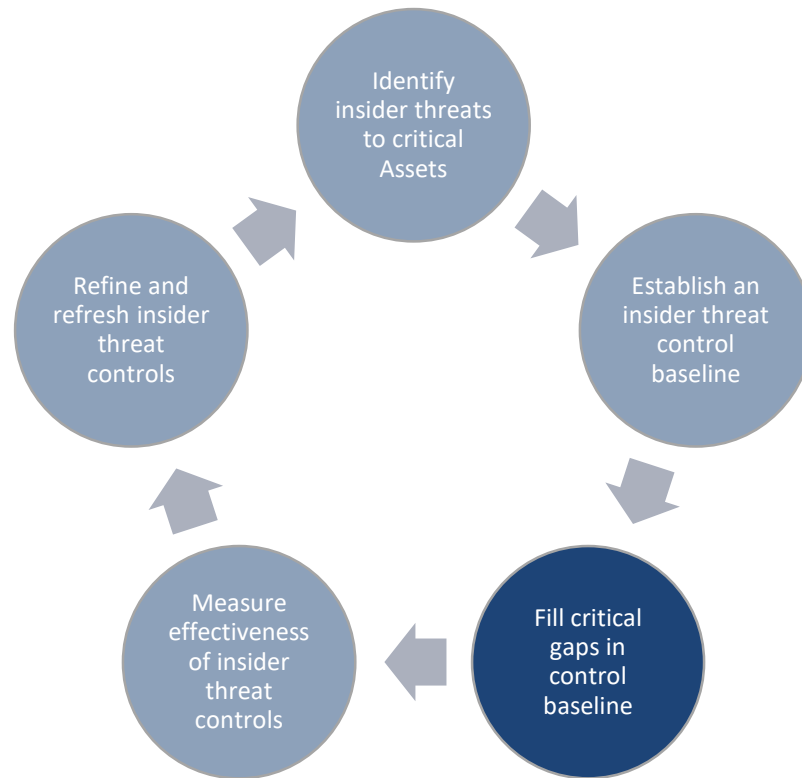 Identify
insider threats
to critical
Assets
Establish an
insider threat
control
baseline
Fill critical
gaps in
control
baseline
Measure
effectiveness
of insider
threat
controls
Refine and
refresh insider
threat
controls